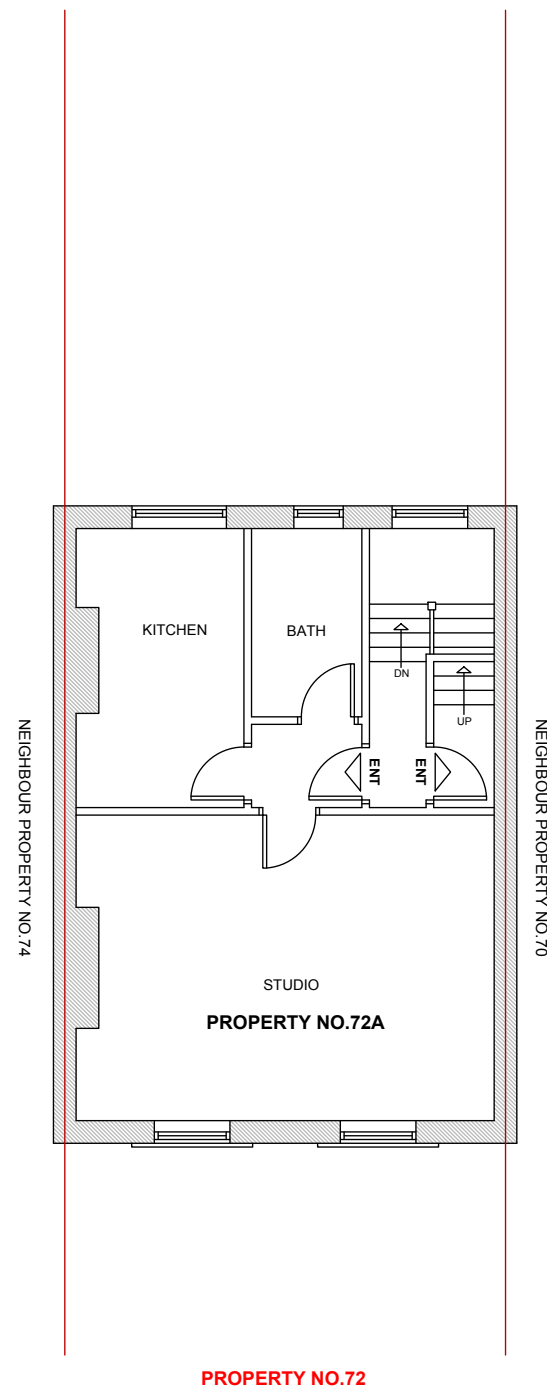 KITCHEN
BATH
DN
UP
ENT
ENT
NEIGHBOUR PROPERTY NO.74
NEIGHBOUR PROPERTY NO.70
STUDIO
PROPERTY NO.72A
PROPERTY NO.72